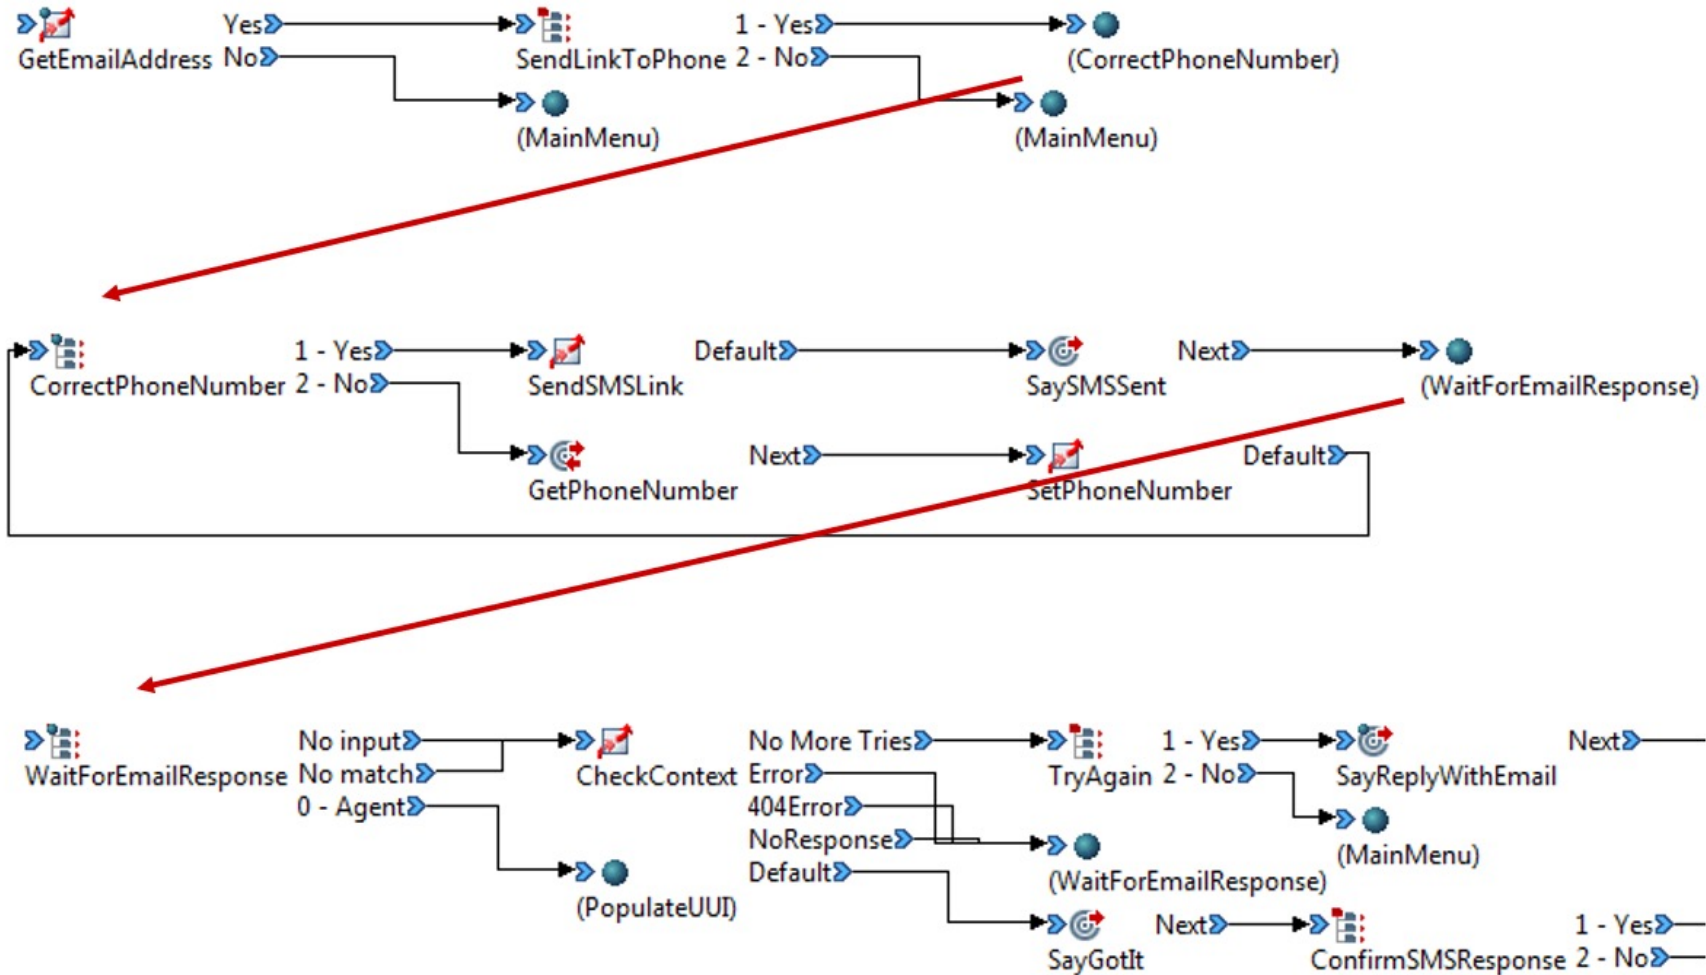 GetEmailAddress Yes No SendLinkToPhone 1 - Yes 2 - No (CorrectPhoneNumber)
(MainMenu) (MainMenu)
CorrectPhoneNumber 1 - Yes 2 - No SendSMSLink Default SaySMSSent Next (WaitForEmailResponse)
GetPhoneNumber Next SetPhoneNumber Default
WaitForEmailResponse No input No match 0 - Agent CheckContext No More Tries Error 404Error NoResponse Default TryAgain 1 - Yes 2 - No SayReplyWithEmail Next
(MainMenu)
(WaitForEmailResponse)
(PopulateUUI)
SayGotIt Next ConfirmSMSResponse 1 - Yes 2 - No